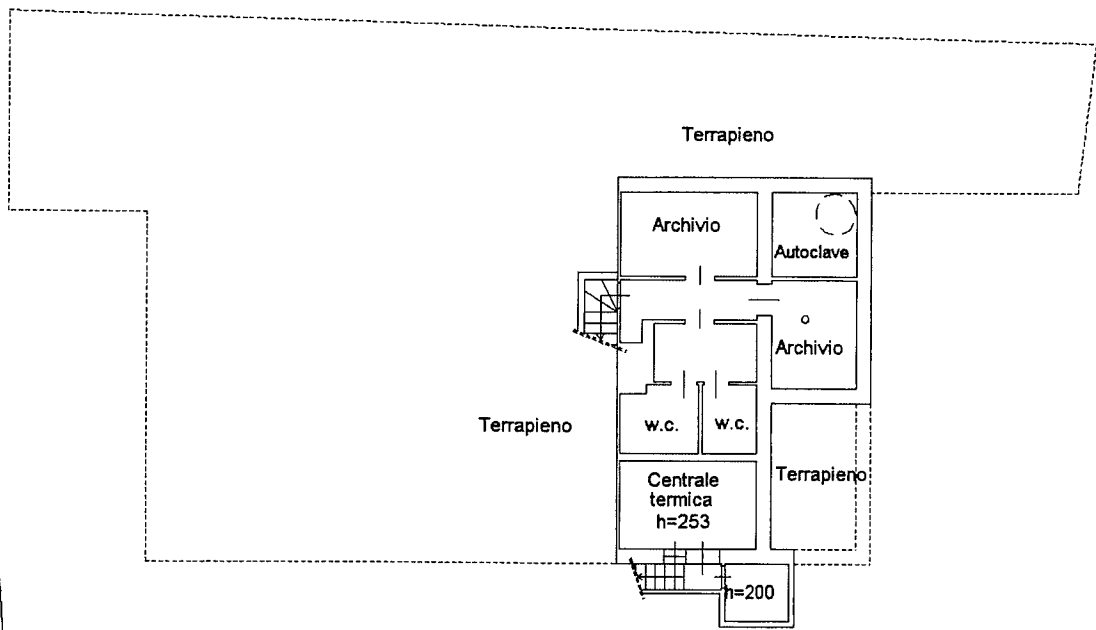 Terrapieno
Archivio
Autoclave
Archivio
Terrapieno
w.c.
w.c.
Centrale
termica
h=253
Terrapieno
h=200